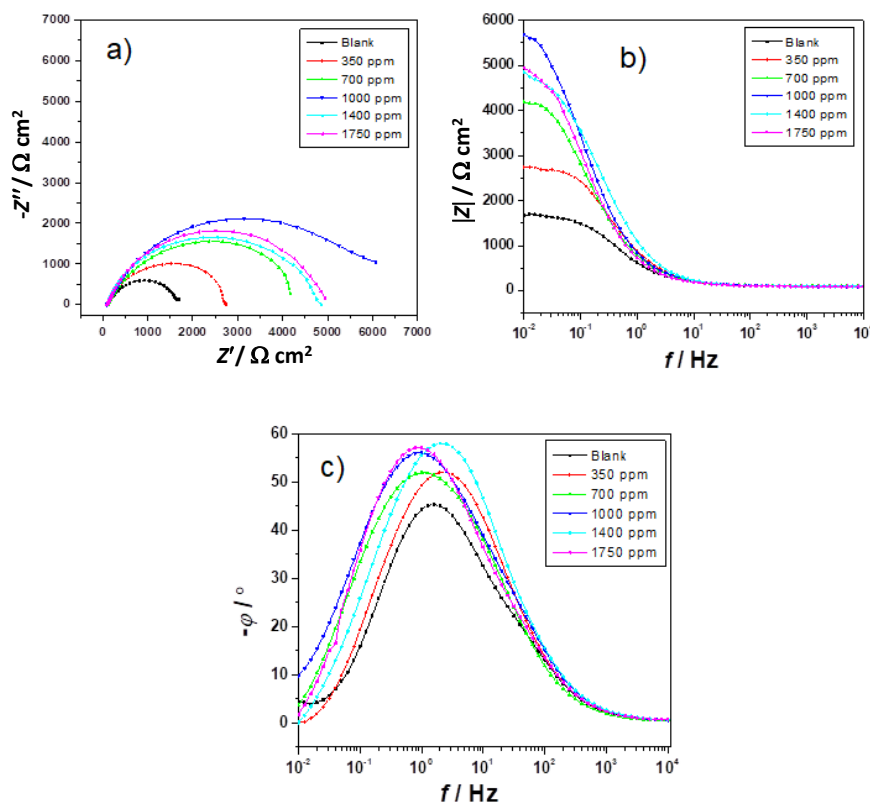 a)
-Z''/ Ω cm²
7000
6000
5000
4000
3000
2000
1000
0
Blank
350 ppm
700 ppm
1000 ppm
1400 ppm
1750 ppm
0 1000 2000 3000 4000 5000 6000 7000
Z'/ Ω cm²
b)
|Z| / Ω cm²
6000
5000
4000
3000
2000
1000
0
Blank
350 ppm
700 ppm
1000 ppm
1400 ppm
1750 ppm
10⁻² 10⁻¹ 10⁰ 10¹ 10² 10³
f / Hz
c)
-φ / °
60
50
40
30
20
10
0
Blank
350 ppm
700 ppm
1000 ppm
1400 ppm
1750 ppm
10⁻² 10⁻¹ 10⁰ 10¹ 10² 10³ 10⁴
f / Hz